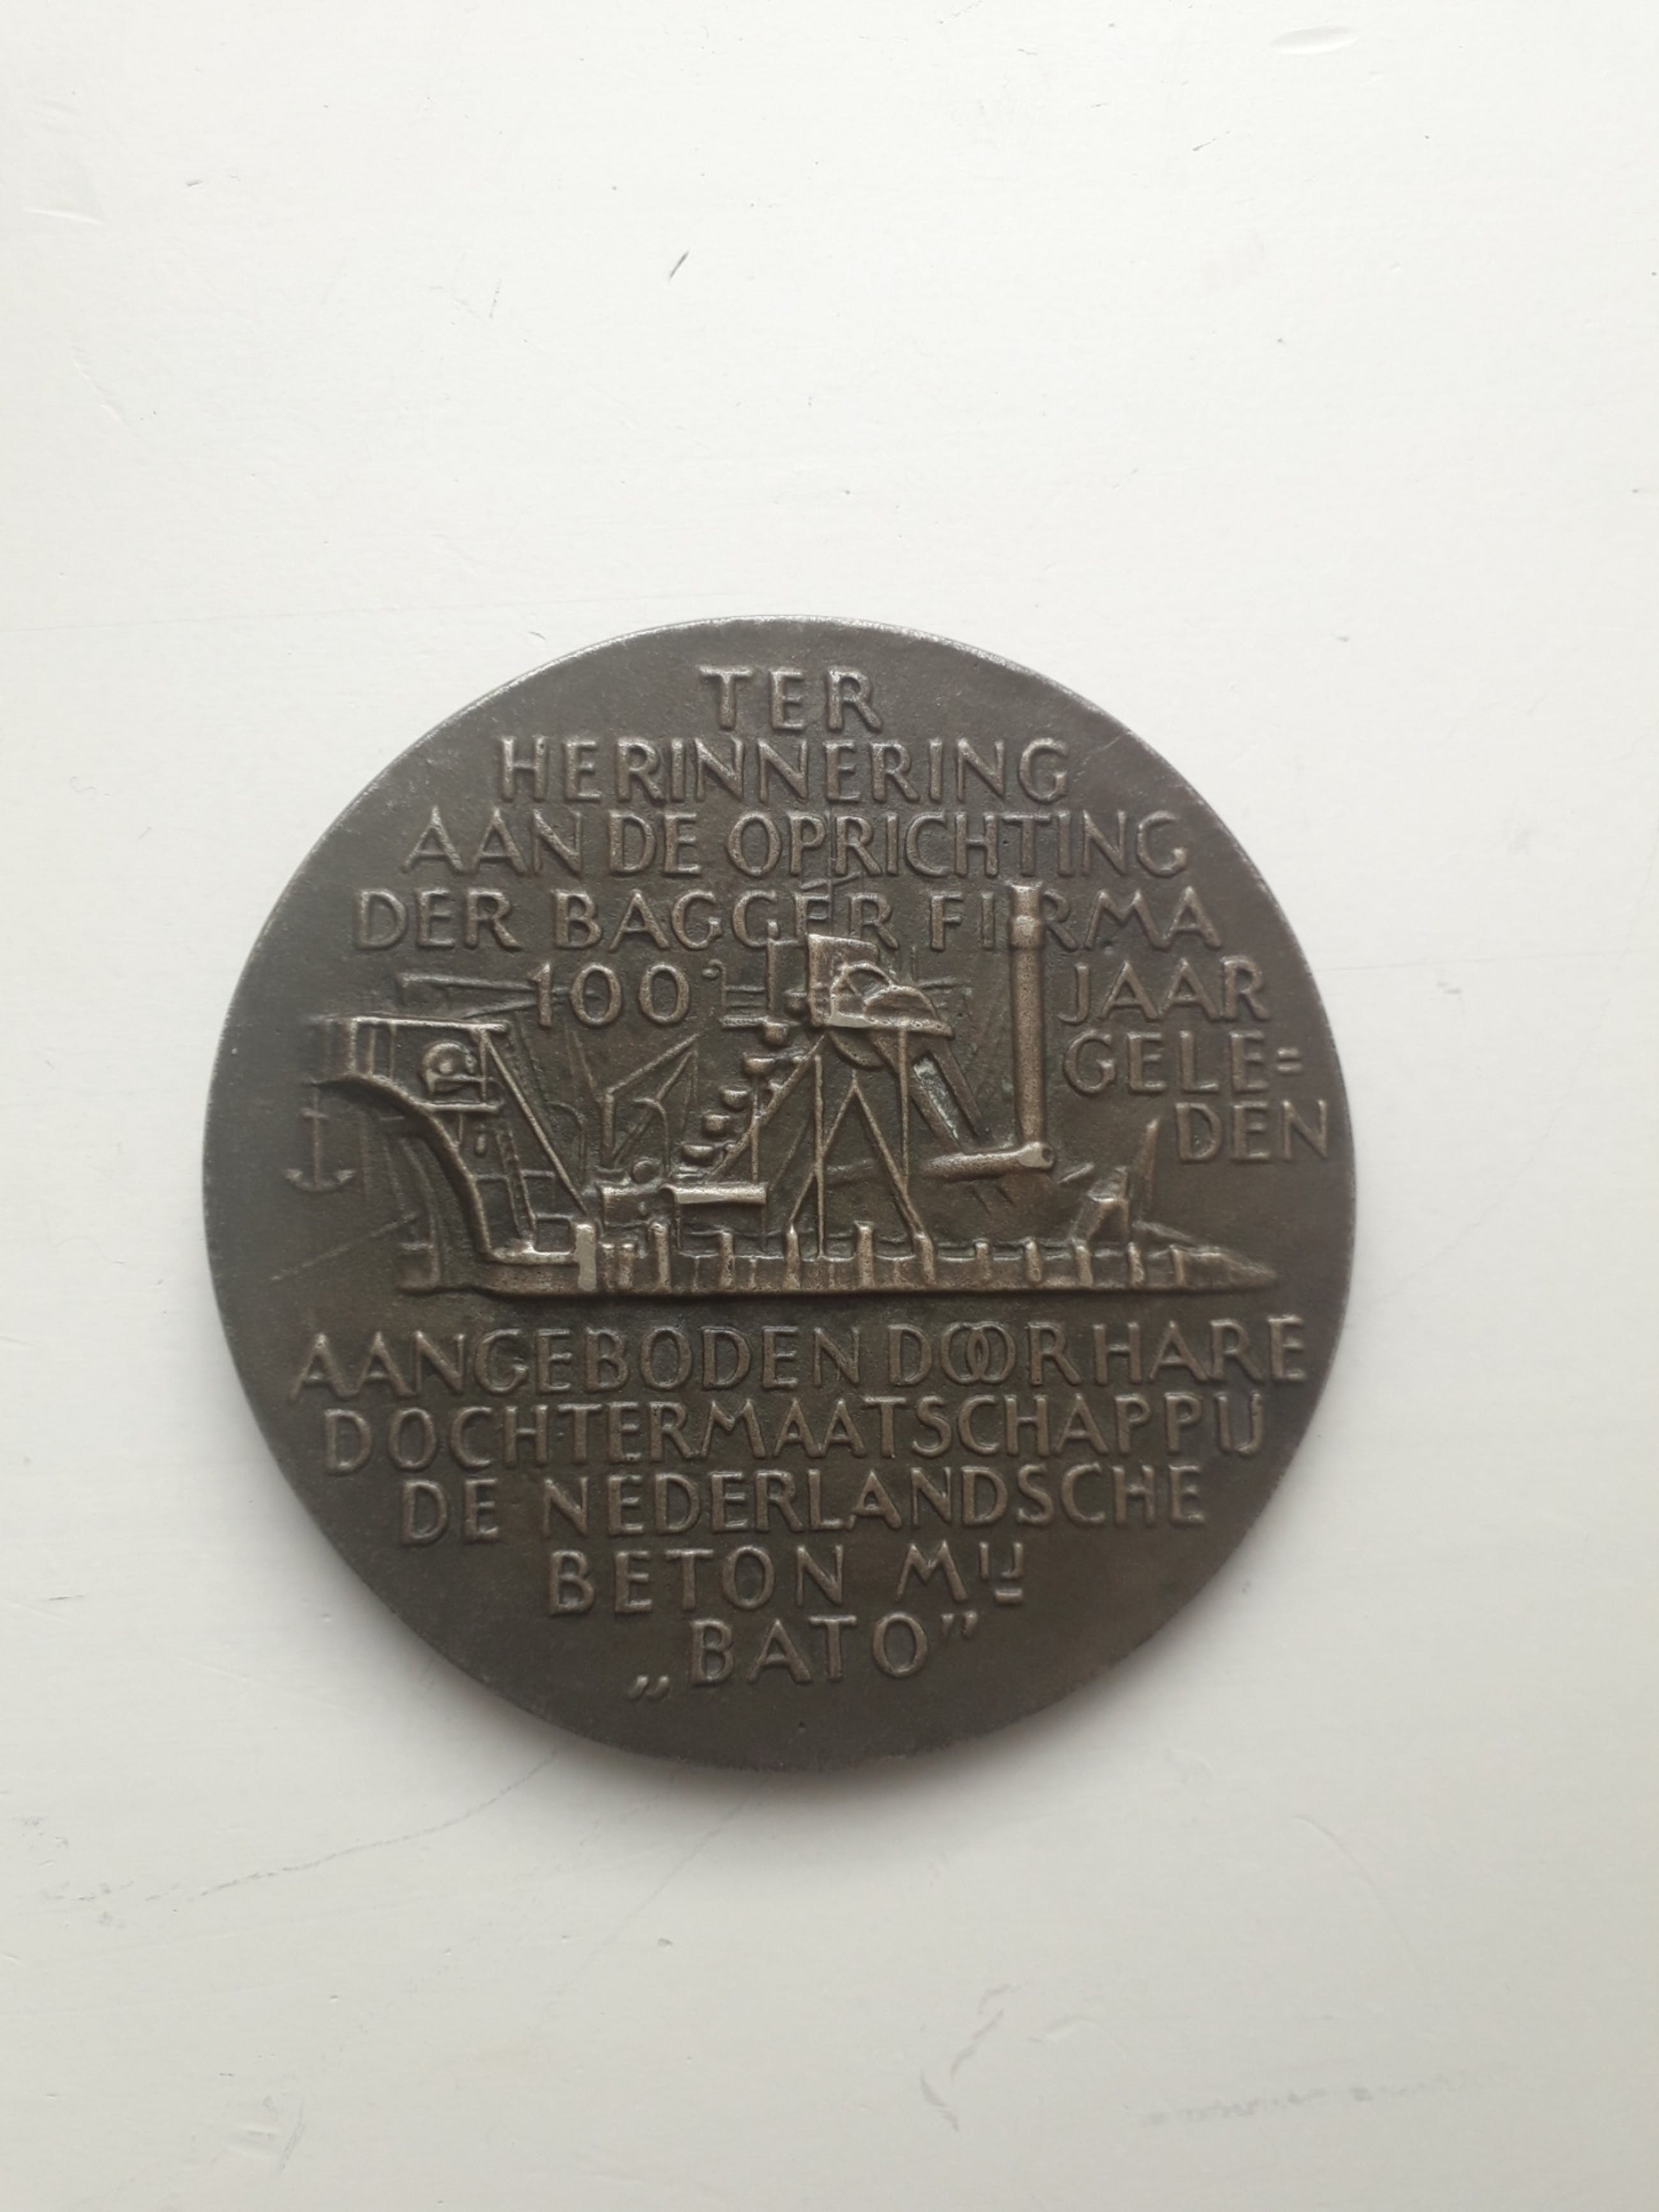 TER
HERINNERING
AAN DE OPRICHTING
DER BAGGER FIRMA
100 JAAR
GELE=
DEN
AANGEBODEN DOOR HARE
DOCHTERMAATSCHAPPIJ
DE NEDERLANDSCHE
BETON MIJ
„BATO”